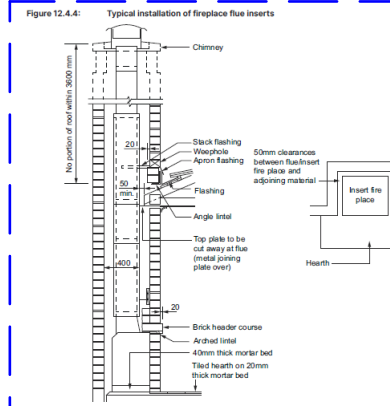 Figure 12.4.4: Typical installation of fireplace flue inserts
Chimney
No portion of roof within 3600 mm
20
Stack flashing
Weephole
Apron flashing
50
min.
Flashing
Angle lintel
50mm clearances
between flue/insert
fire place and
adjoining material
Insert fire
place
Top plate to be
cut away at flue
(metal joining
plate over)
400
Hearth
20
Brick header course
Arched lintel
40mm thick mortar bed
Tiled hearth on 20mm
thick mortar bed